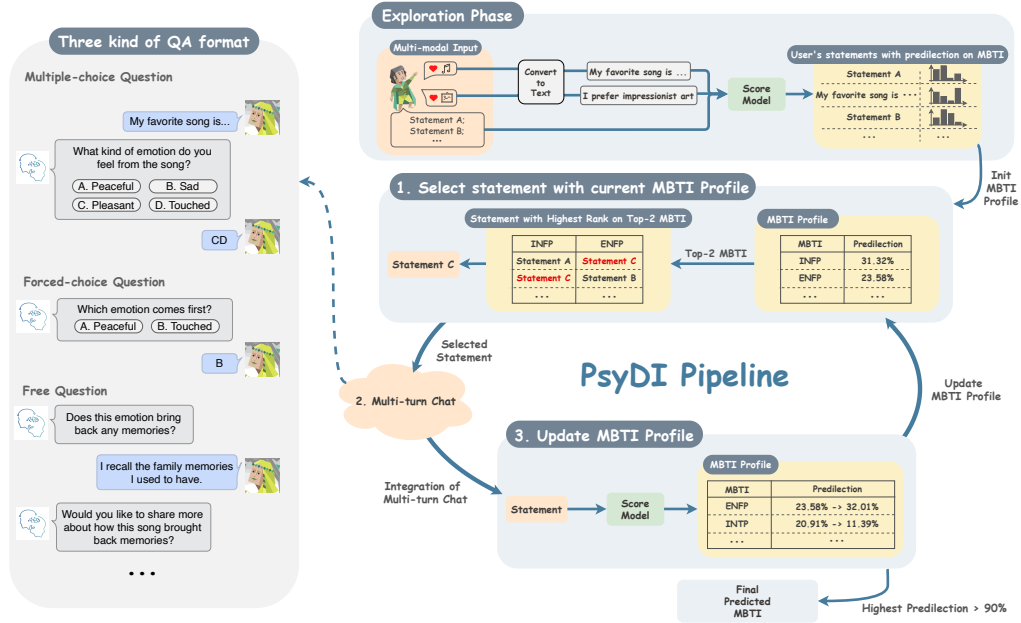 Three kind of QA format
Multiple-choice Question
My favorite song is...
What kind of emotion do you
feel from the song?
A. Peaceful
B. Sad
C. Pleasant
D. Touched
CD
Forced-choice Question
Which emotion comes first?
A. Peaceful
B. Touched
B
Free Question
Does this emotion bring
back any memories?
I recall the family memories
I used to have.
Would you like to share more
about how this song brought
back memories?
...
Exploration Phase
Multi-modal Input
Statement A;
Statement B;
...
Convert
to
Text
My favorite song is ...
I prefer impressionist art
Score
Model
User's statements with predilection on MBTI
Statement A
My favorite song is ...
Statement B
... ...
Init
MBTI
Profile
1. Select statement with current MBTI Profile
Statement with Highest Rank on Top-2 MBTI
INFP ENFP
Statement A Statement C
Statement C Statement B
... ...
Statement C
Top-2 MBTI
MBTI Profile
MBTI Predilection
INFP 31.32%
ENFP 23.58%
... ...
Selected
Statement
2. Multi-turn Chat
PsyDI Pipeline
Update
MBTI Profile
Integration of
Multi-turn Chat
3. Update MBTI Profile
Statement
Score
Model
MBTI Profile
MBTI Predilection
ENFP 23.58% -> 32.01%
INTP 20.91% -> 11.39%
... ...
Final
Predicted
MBTI
Highest Predilection > 90%